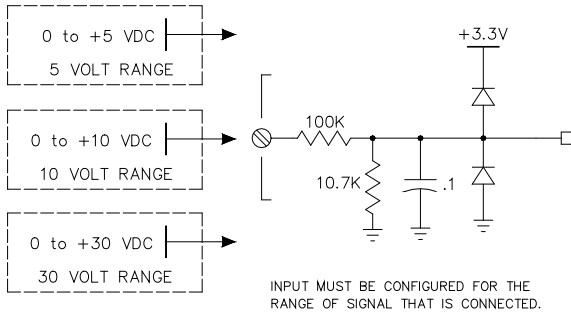 0 to +5 VDC
5 VOLT RANGE
0 to +10 VDC
10 VOLT RANGE
0 to +30 VDC
30 VOLT RANGE
+3.3V
100K
10.7K
.1
INPUT MUST BE CONFIGURED FOR THE
RANGE OF SIGNAL THAT IS CONNECTED.